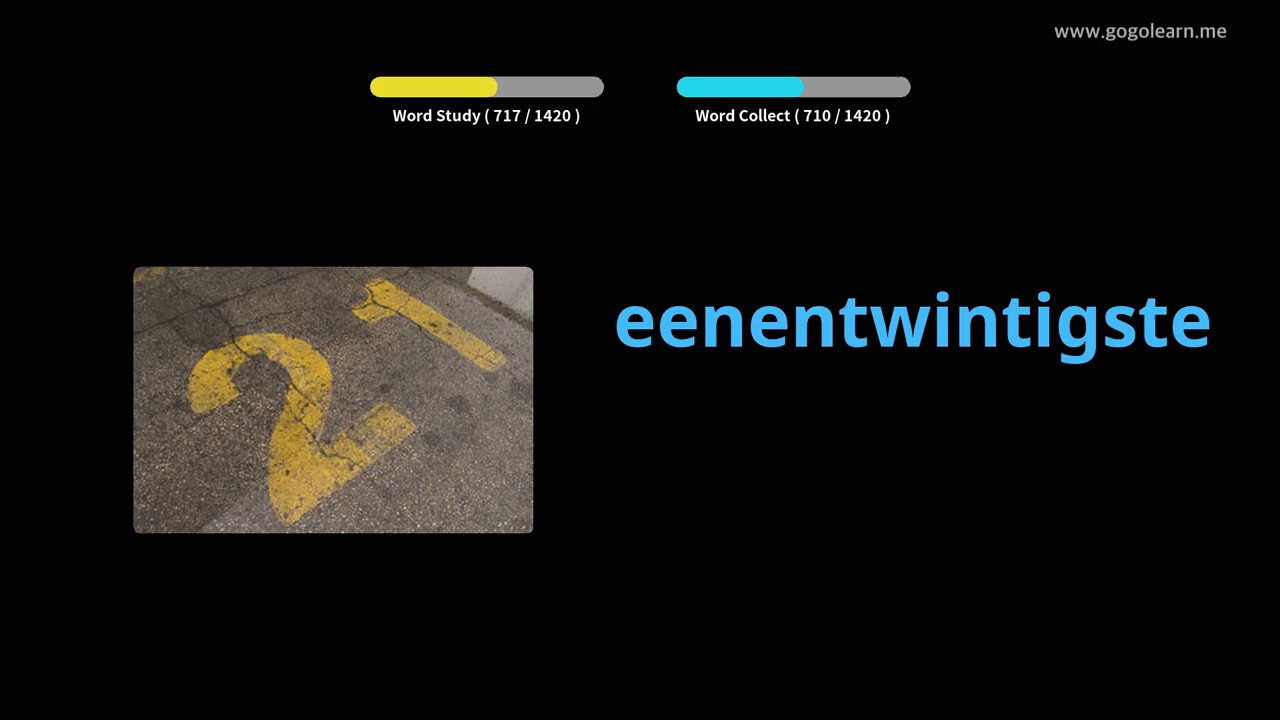 www.gogolearn.me
Word Study ( 717 / 1420 )
Word Collect ( 710 / 1420 )
eenentwintigste
21